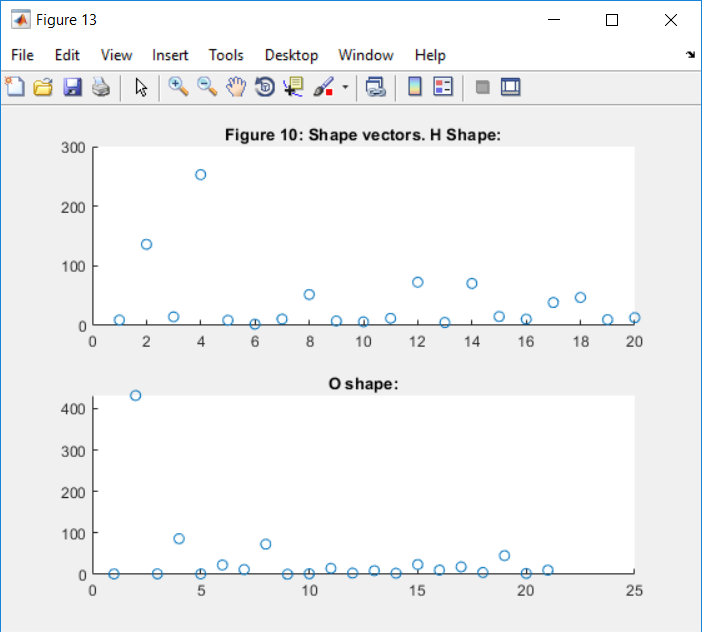 Figure 13
File Edit View Insert Tools Desktop Window Help
Figure 10: Shape vectors. H Shape:
300
200
100
0
0 2 4 6 8 10 12 14 16 18 20
O shape:
400
300
200
100
0
0 5 10 15 20 25